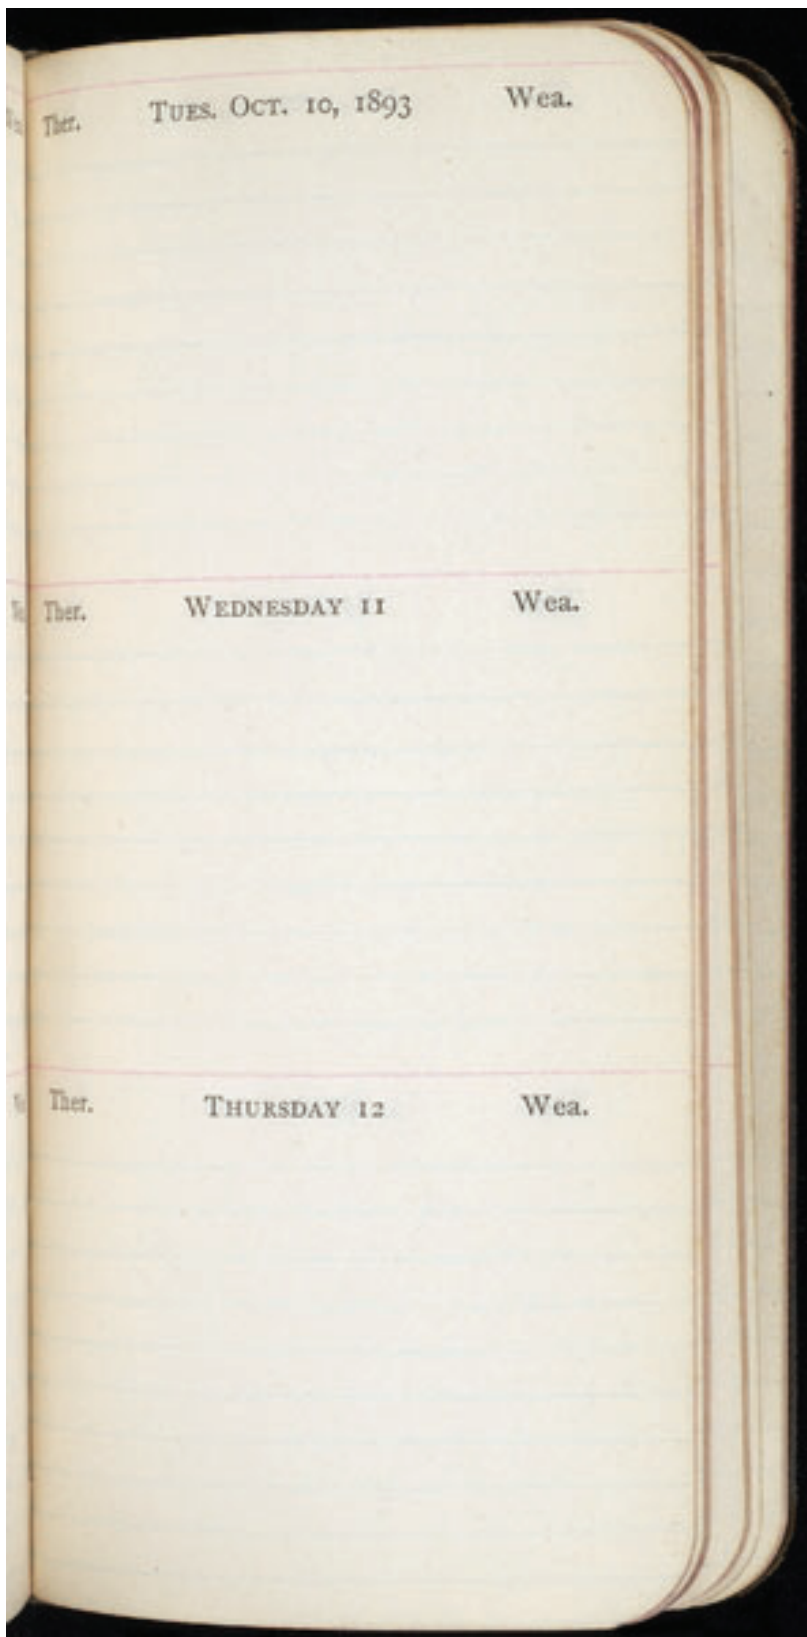 Ther. TUES. OCT. 10, 1893 Wea.
Ther. WEDNESDAY 11 Wea.
Ther. THURSDAY 12 Wea.